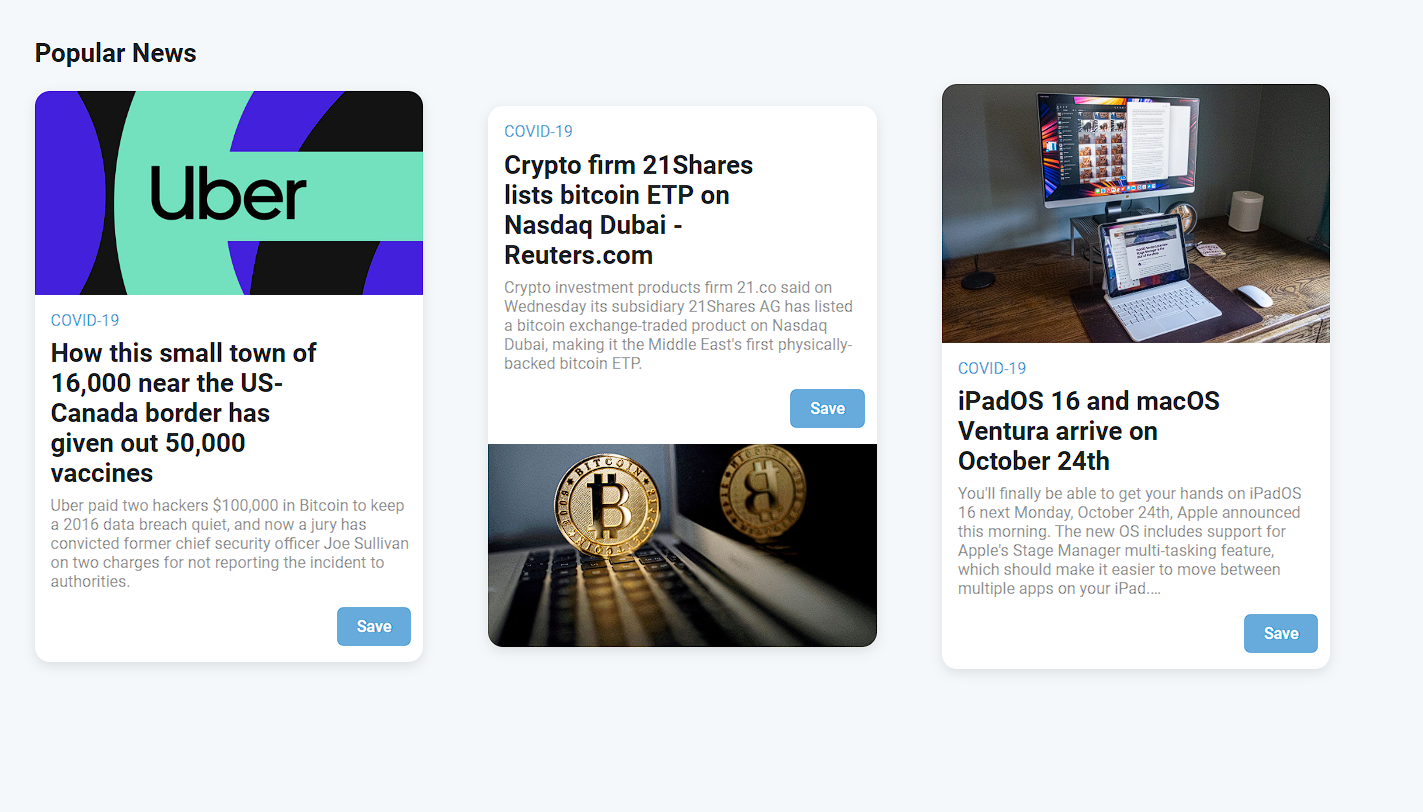 Popular News
Uber
COVID-19
How this small town of
16,000 near the US-
Canada border has
given out 50,000
vaccines
Uber paid two hackers $100,000 in Bitcoin to keep
a 2016 data breach quiet, and now a jury has
convicted former chief security officer Joe Sullivan
on two charges for not reporting the incident to
authorities.
Save
COVID-19
Crypto firm 21Shares
lists bitcoin ETP on
Nasdaq Dubai -
Reuters.com
Crypto investment products firm 21.co said on
Wednesday its subsidiary 21Shares AG has listed
a bitcoin exchange-traded product on Nasdaq
Dubai, making it the Middle East's first physically-
backed bitcoin ETP.
Save
BITCOIN
COVID-19
iPadOS 16 and macOS
Ventura arrive on
October 24th
You'll finally be able to get your hands on iPadOS
16 next Monday, October 24th, Apple announced
this morning. The new OS includes support for
Apple's Stage Manager multi-tasking feature,
which should make it easier to move between
multiple apps on your iPad.…
Save